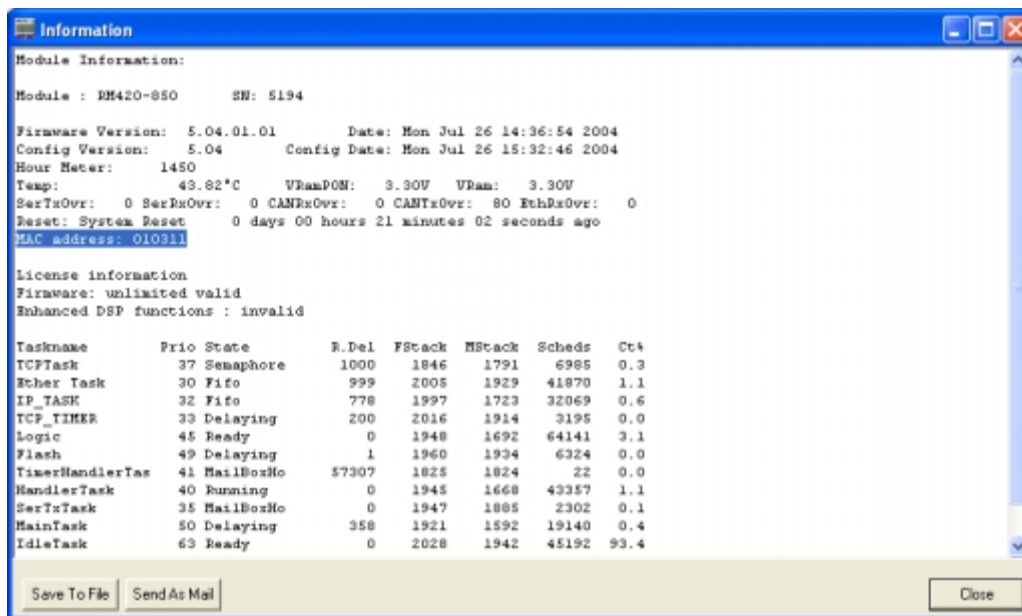 Information
Module Information:
Module : RM420-850 SN: 5194
Firmware Version: 5.04.01.01 Date: Mon Jul 26 14:36:54 2004
Config Version: 5.04 Config Date: Mon Jul 26 15:32:46 2004
Hour Meter: 1450
Temp: 43.82°C VRamPON: 3.30V VRam: 3.30V
SerTxOvr: 0 SerRxOvr: 0 CANRxOvr: 0 CANTxOvr: 80 EthRxOvr: 0
Reset: System Reset 0 days 00 hours 21 minutes 02 seconds ago
MAC address: 010311
License information
Firmware: unlimited valid
Enhanced DSP functions : invalid
Taskname Prio State R.Del FStack MStack Scheds Ct%
TCPTask 37 Semaphore 1000 1846 1791 6985 0.3
Ether Task 30 Fifo 999 2005 1929 41870 1.1
IP_TASK 32 Fifo 778 1997 1723 32069 0.6
TCP_TIMER 33 Delaying 200 2016 1914 3195 0.0
Logic 45 Ready 0 1948 1692 64141 3.1
Flash 49 Delaying 1 1960 1934 6324 0.0
TimerHandlerTas 41 MailBoxNo 57307 1825 1824 22 0.0
HandlerTask 40 Running 0 1945 1668 43357 1.1
SerTxTask 35 MailBoxNo 0 1947 1885 2302 0.1
MainTask 50 Delaying 358 1921 1592 19140 0.4
IdleTask 63 Ready 0 2028 1942 45192 93.4
Save To File Send As Mail Close